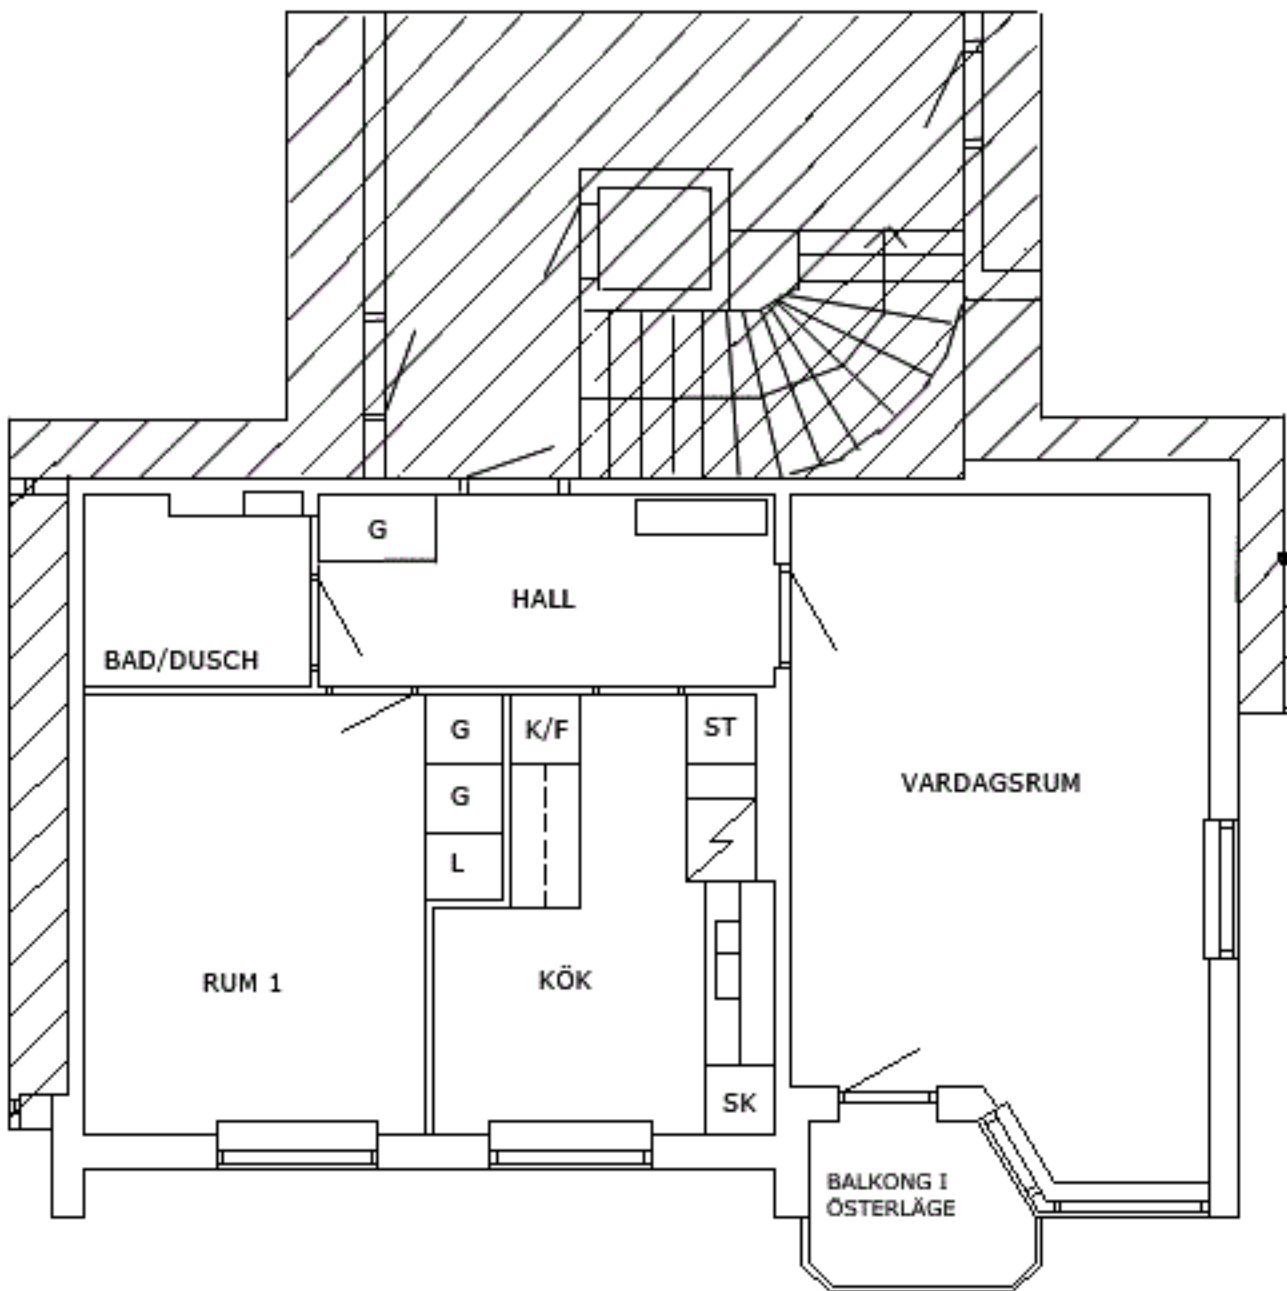 G
HALL
BAD/DUSCH
G
K/F
ST
VARDAGSRUM
G
L
RUM 1
KÖK
SK
BALKONG I
ÖSTERLÄGE